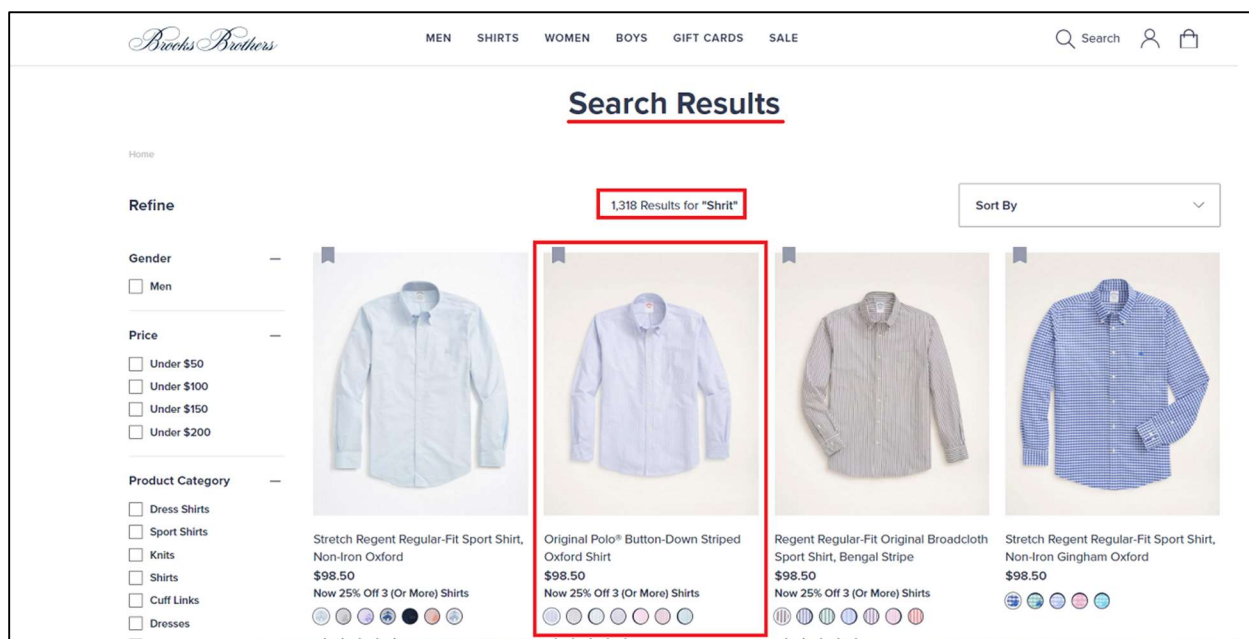 Brooks Brothers
MEN SHIRTS WOMEN BOYS GIFT CARDS SALE
Search
Search Results
Home
Refine
1,318 Results for "Shrit"
Sort By
Gender
Men
Price
Under $50
Under $100
Under $150
Under $200
Product Category
Dress Shirts
Sport Shirts
Knits
Shirts
Cuff Links
Dresses
Stretch Regent Regular-Fit Sport Shirt,
Non-Iron Oxford
$98.50
Now 25% Off 3 (Or More) Shirts
Original Polo® Button-Down Striped
Oxford Shirt
$98.50
Now 25% Off 3 (Or More) Shirts
Regent Regular-Fit Original Broadcloth
Sport Shirt, Bengal Stripe
$98.50
Now 25% Off 3 (Or More) Shirts
Stretch Regent Regular-Fit Sport Shirt,
Non-Iron Gingham Oxford
$98.50